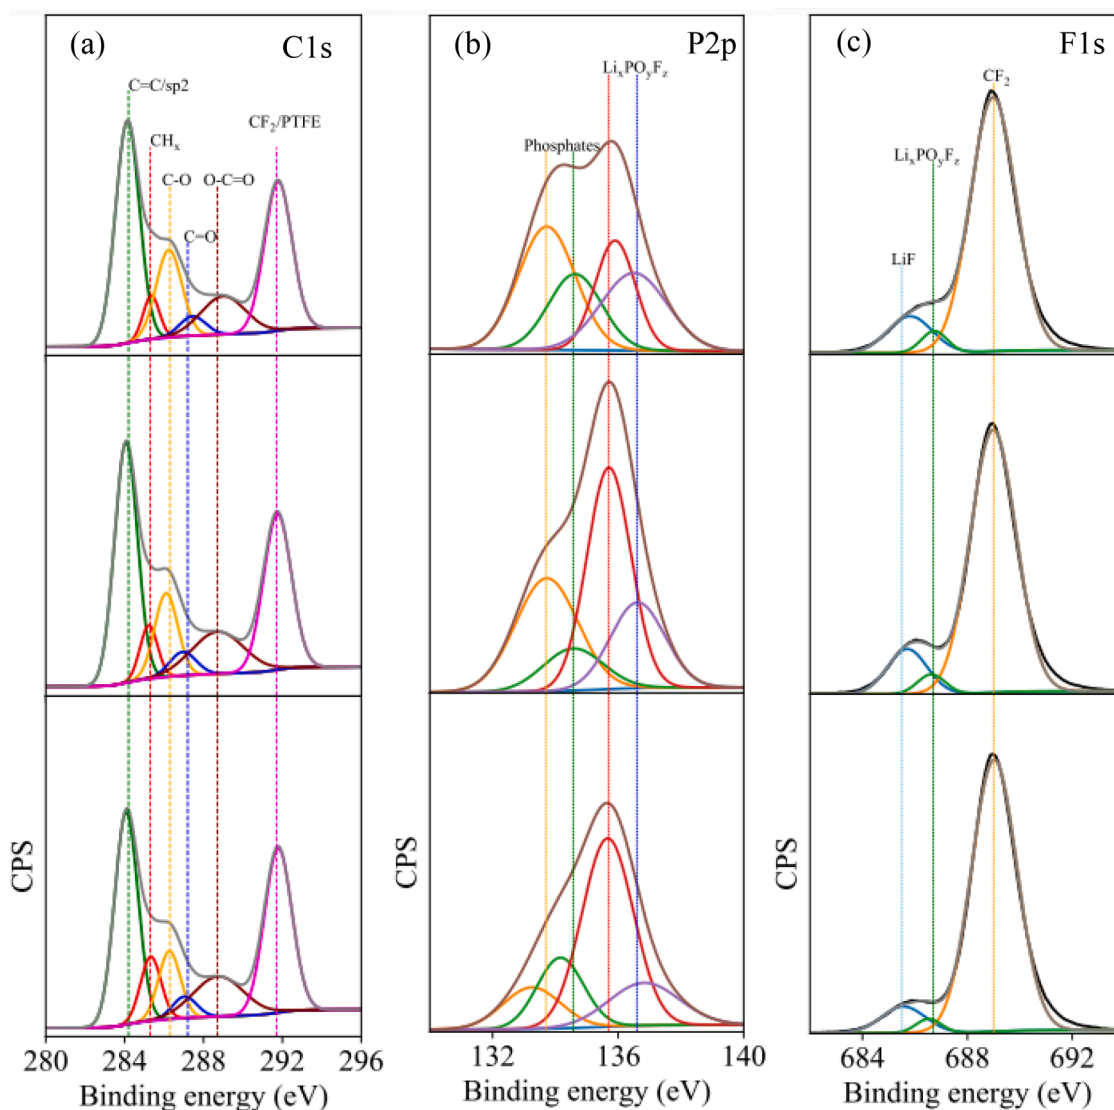 (a) C1s
C=C/sp2
CHx
C-O
C=O
O-C=O
CF2/PTFE
CPS
280 284 288 292 296
Binding energy (eV)
(b) P2p
LixPOyFz
Phosphates
CPS
132 136 140
Binding energy (eV)
(c) F1s
CF2
LixPOyFz
LiF
CPS
684 688 692
Binding energy (eV)